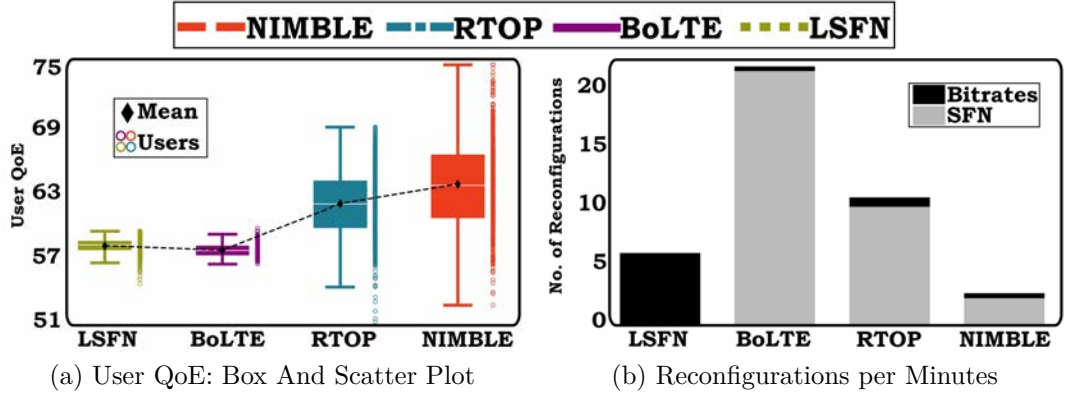 NIMBLE RTOP BoLTE LSFN
75
69
63
57
51
User QoE
Mean
Users
LSFN BoLTE RTOP NIMBLE
(a) User QoE: Box And Scatter Plot
20
15
10
5
0
No. of Reconfigurations
Bitrates
SFN
LSFN BoLTE RTOP NIMBLE
(b) Reconfigurations per Minutes